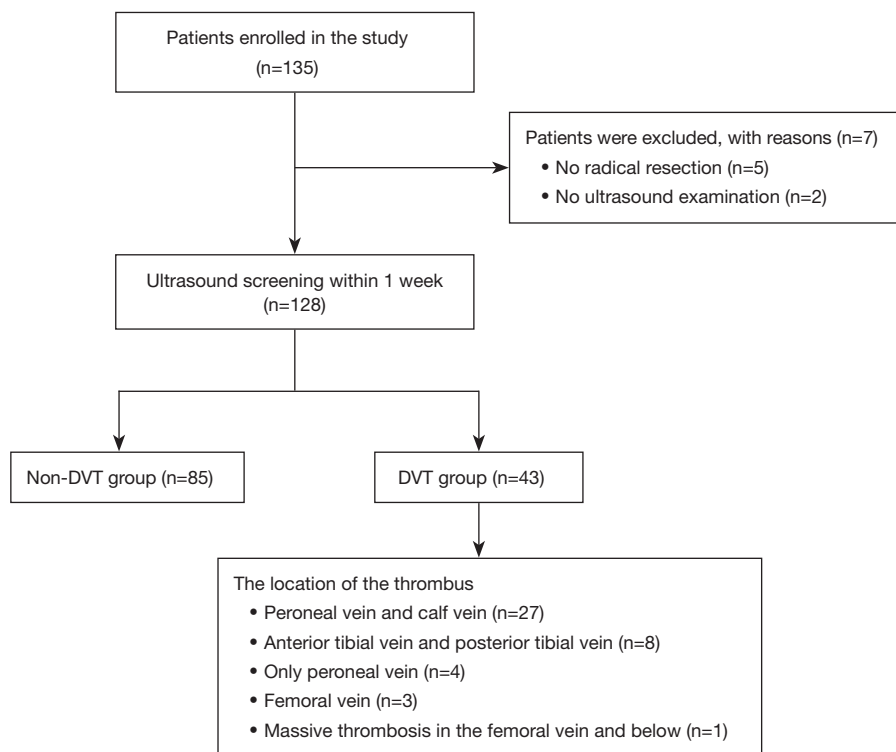 Patients enrolled in the study
(n=135)
Patients were excluded, with reasons (n=7)
• No radical resection (n=5)
• No ultrasound examination (n=2)
Ultrasound screening within 1 week
(n=128)
Non-DVT group (n=85)
DVT group (n=43)
The location of the thrombus
• Peroneal vein and calf vein (n=27)
• Anterior tibial vein and posterior tibial vein (n=8)
• Only peroneal vein (n=4)
• Femoral vein (n=3)
• Massive thrombosis in the femoral vein and below (n=1)